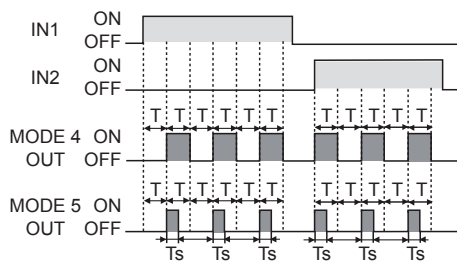 IN1 ON
OFF
IN2 ON
OFF
T T T T T T T T T T T
MODE 4 ON
OUT OFF
T T T T T T T T T T T
MODE 5 ON
OUT OFF
Ts Ts Ts Ts Ts Ts